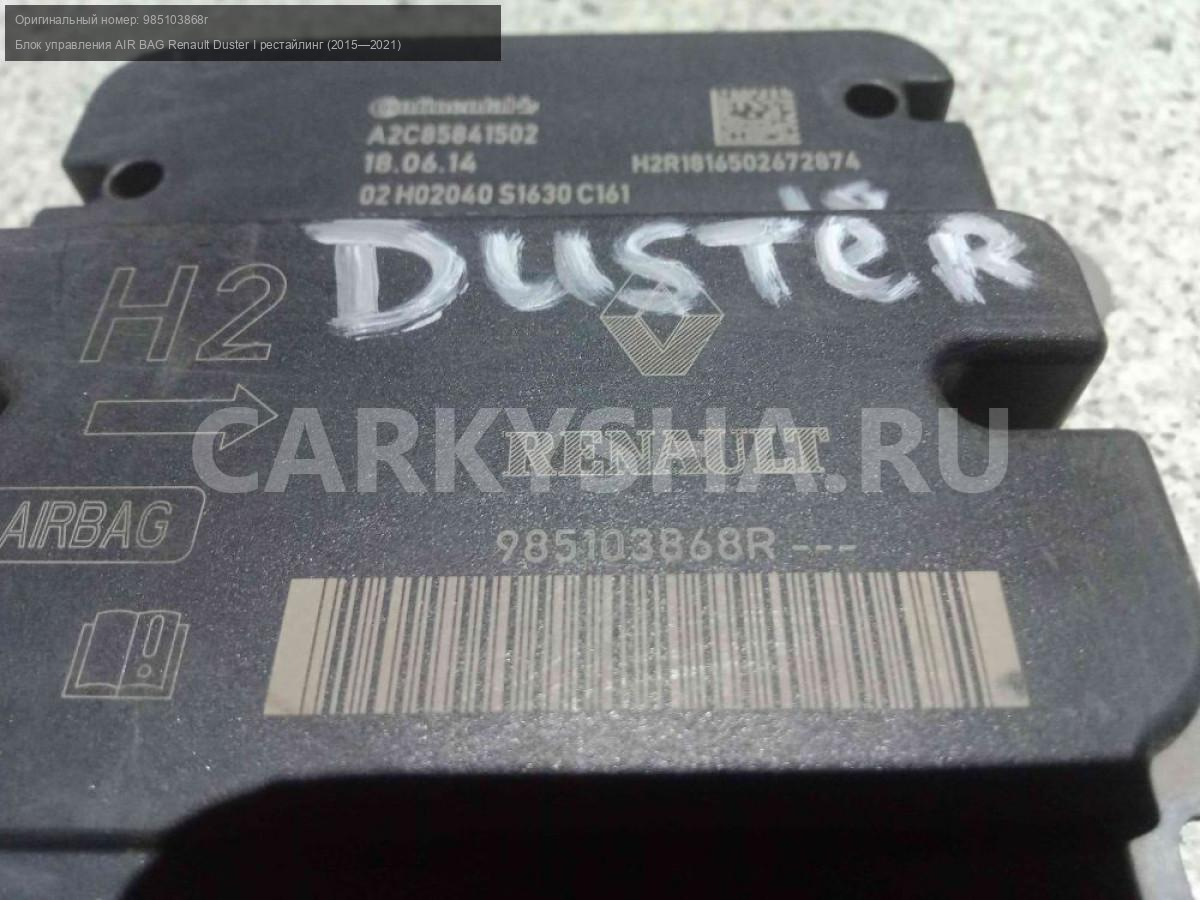 Оригинальный номер: 985103868r
Блок управления AIR BAG Renault Duster I рестайлинг (2015—2021)
Continental
A2C85841502
18.06.14
H2R1816502672874
02 H02040 S1630 C161
DUSTER
H2
CARKYSHA.RU
RENAULT
AIRBAG
985103868R ---